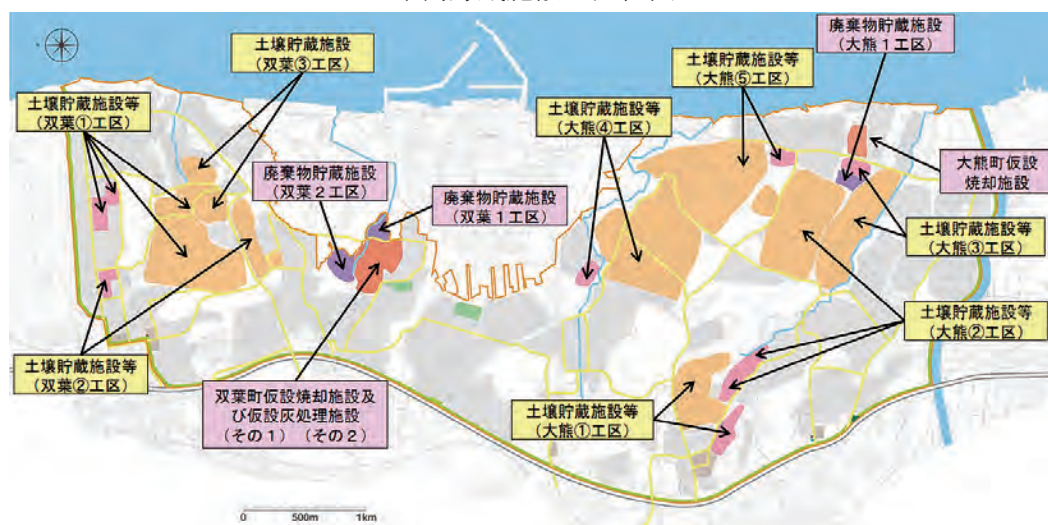 土壌貯蔵施設
（双葉③工区）
廃棄物貯蔵施設
（大熊１工区）
土壌貯蔵施設等
（大熊⑤工区）
土壌貯蔵施設等
（双葉①工区）
土壌貯蔵施設等
（大熊④工区）
廃棄物貯蔵施設
（双葉２工区）
大熊町仮設
焼却施設
廃棄物貯蔵施設
（双葉１工区）
土壌貯蔵施設等
（大熊③工区）
土壌貯蔵施設等
（大熊②工区）
土壌貯蔵施設等
（双葉②工区）
双葉町仮設焼却施設及
び仮設灰処理施設
（その１）（その２）
土壌貯蔵施設等
（大熊①工区）
0 500m 1km